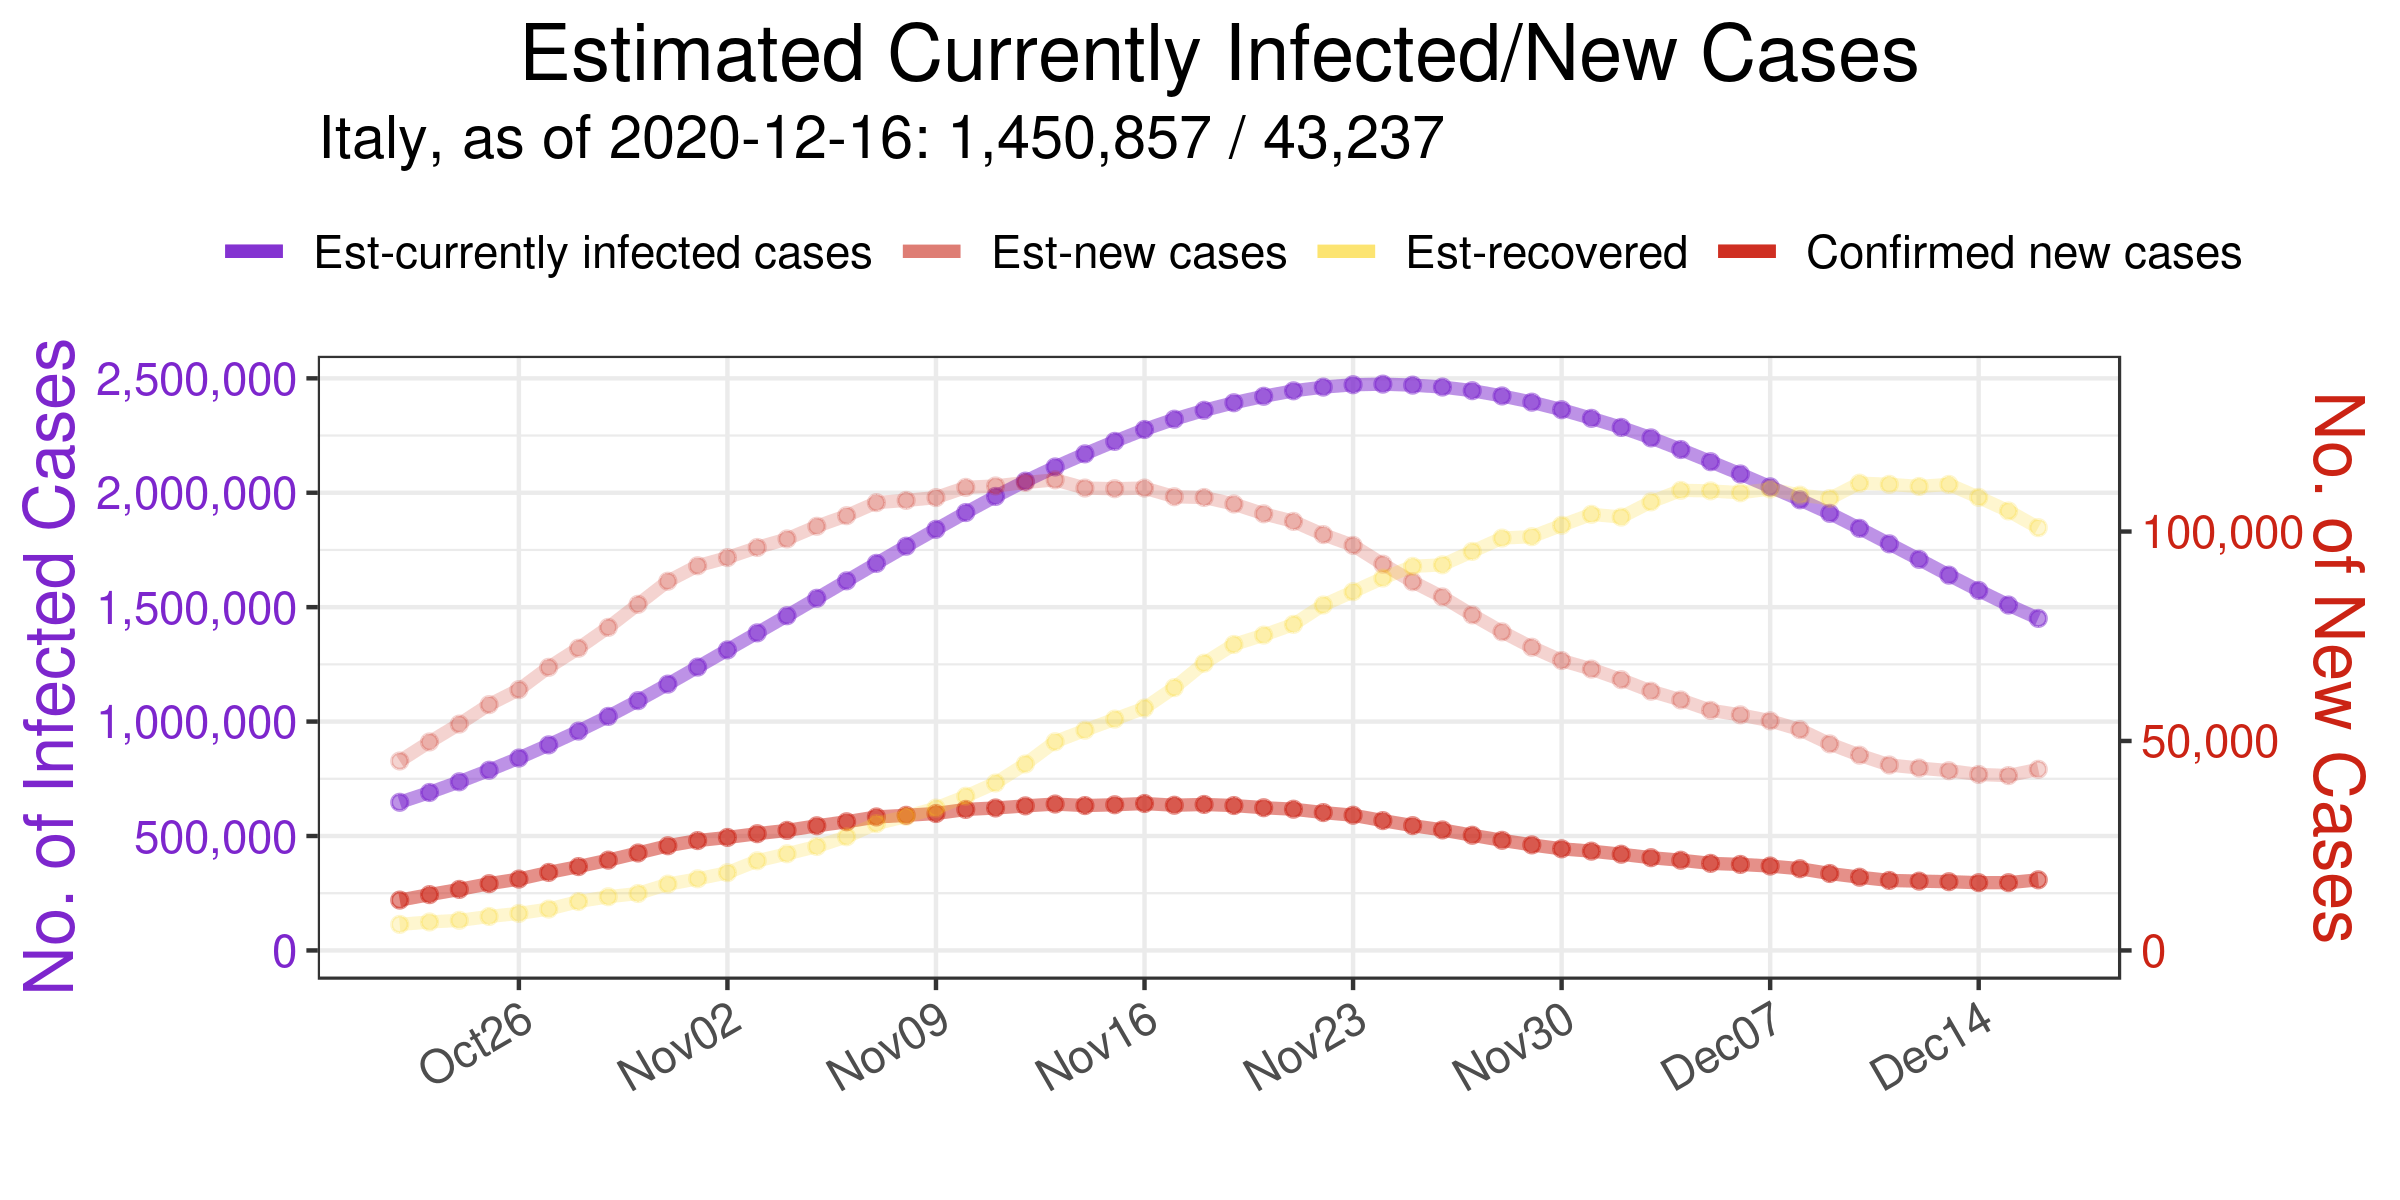 Estimated Currently Infected/New Cases
Italy, as of 2020-12-16: 1,450,857 / 43,237
Est-currently infected cases Est-new cases Est-recovered Confirmed new cases
No. of Infected Cases
2,500,000
2,000,000
1,500,000
1,000,000
500,000
0
100,000
50,000
0
No. of New Cases
Oct26 Nov02 Nov09 Nov16 Nov23 Nov30 Dec07 Dec14